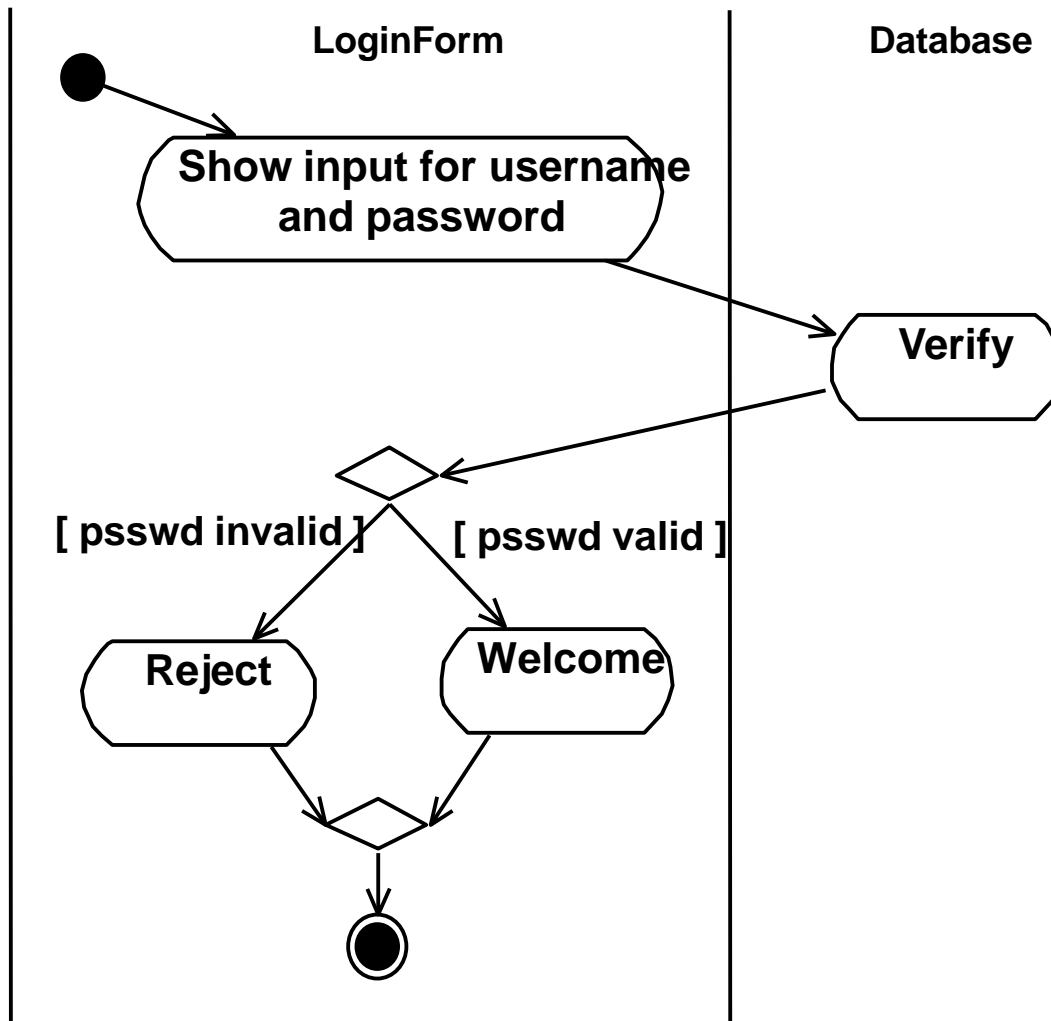 LoginForm
Database
Show input for username
and password
Verify
[ psswd invalid ]
[ psswd valid ]
Reject
Welcome